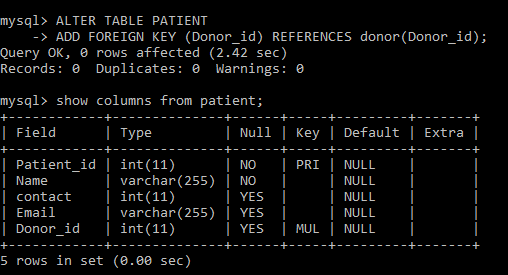 mysql> ALTER TABLE PATIENT
    -> ADD FOREIGN KEY (Donor_id) REFERENCES donor(Donor_id);
Query OK, 0 rows affected (2.42 sec)
Records: 0  Duplicates: 0  Warnings: 0
mysql> show columns from patient;
+------------+--------------+------+-----+---------+-------+
| Field      | Type         | Null | Key | Default | Extra |
+------------+--------------+------+-----+---------+-------+
| Patient_id | int(11)      | NO   | PRI | NULL    |       |
| Name       | varchar(255) | NO   |     | NULL    |       |
| contact    | int(11)      | YES  |     | NULL    |       |
| Email      | varchar(255) | YES  |     | NULL    |       |
| Donor_id   | int(11)      | YES  | MUL | NULL    |       |
+------------+--------------+------+-----+---------+-------+
5 rows in set (0.00 sec)